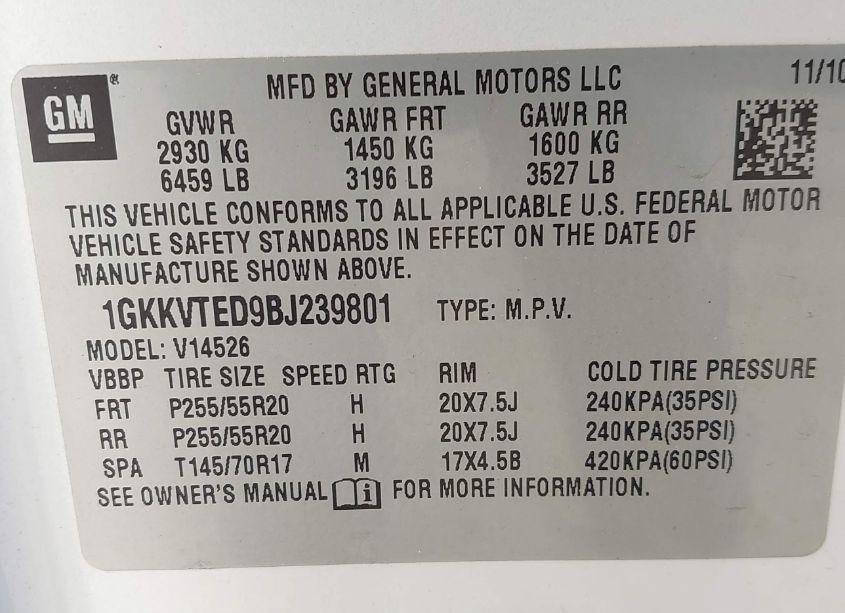 GM®
MFD BY GENERAL MOTORS LLC 11/10
GVWR GAWR FRT GAWR RR
2930 KG 1450 KG 1600 KG
6459 LB 3196 LB 3527 LB
THIS VEHICLE CONFORMS TO ALL APPLICABLE U.S. FEDERAL MOTOR
VEHICLE SAFETY STANDARDS IN EFFECT ON THE DATE OF
MANUFACTURE SHOWN ABOVE.
1GKKVTED9BJ239801 TYPE: M.P.V.
MODEL: V14526
VBBP TIRE SIZE SPEED RTG RIM COLD TIRE PRESSURE
FRT P255/55R20 H 20X7.5J 240KPA(35PSI)
RR P255/55R20 H 20X7.5J 240KPA(35PSI)
SPA T145/70R17 M 17X4.5B 420KPA(60PSI)
SEE OWNER'S MANUAL i FOR MORE INFORMATION.